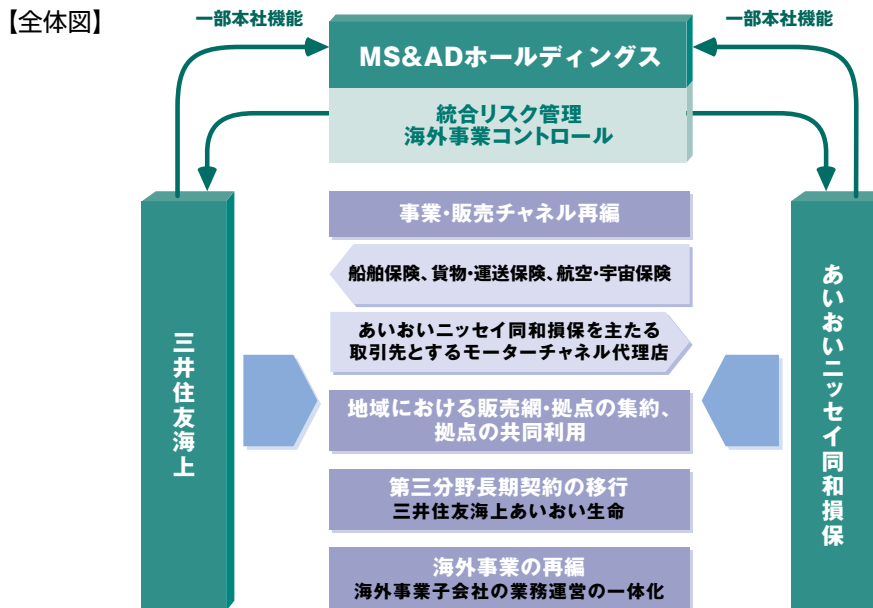 【全体図】
一部本社機能
一部本社機能
MS&ADホールディングス
統合リスク管理
海外事業コントロール
事業・販売チャネル再編
船舶保険、貨物・運送保険、航空・宇宙保険
あいおいニッセイ同和損保を主たる
取引先とするモーターチャネル代理店
地域における販売網・拠点の集約、
拠点の共同利用
第三分野長期契約の移行
三井住友海上あいおい生命
海外事業の再編
海外事業子会社の業務運営の一体化
三井住友海上
あいおいニッセイ同和損保